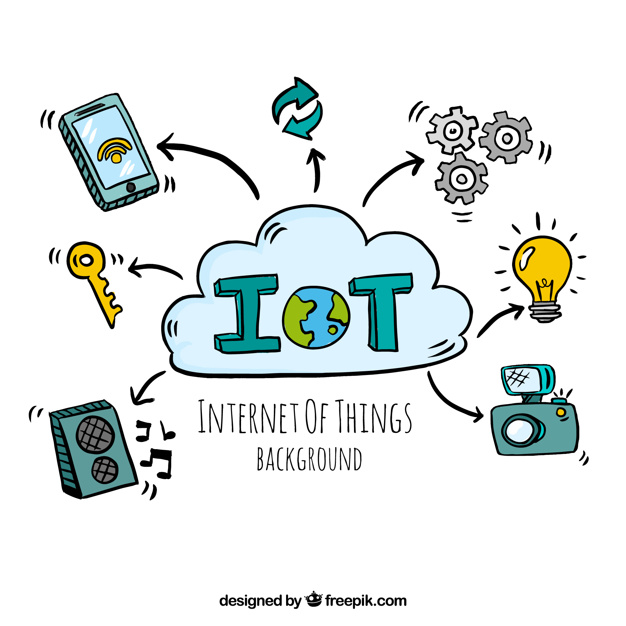 IOT
INTERNET OF THINGS
BACKGROUND
designed by freepik.com